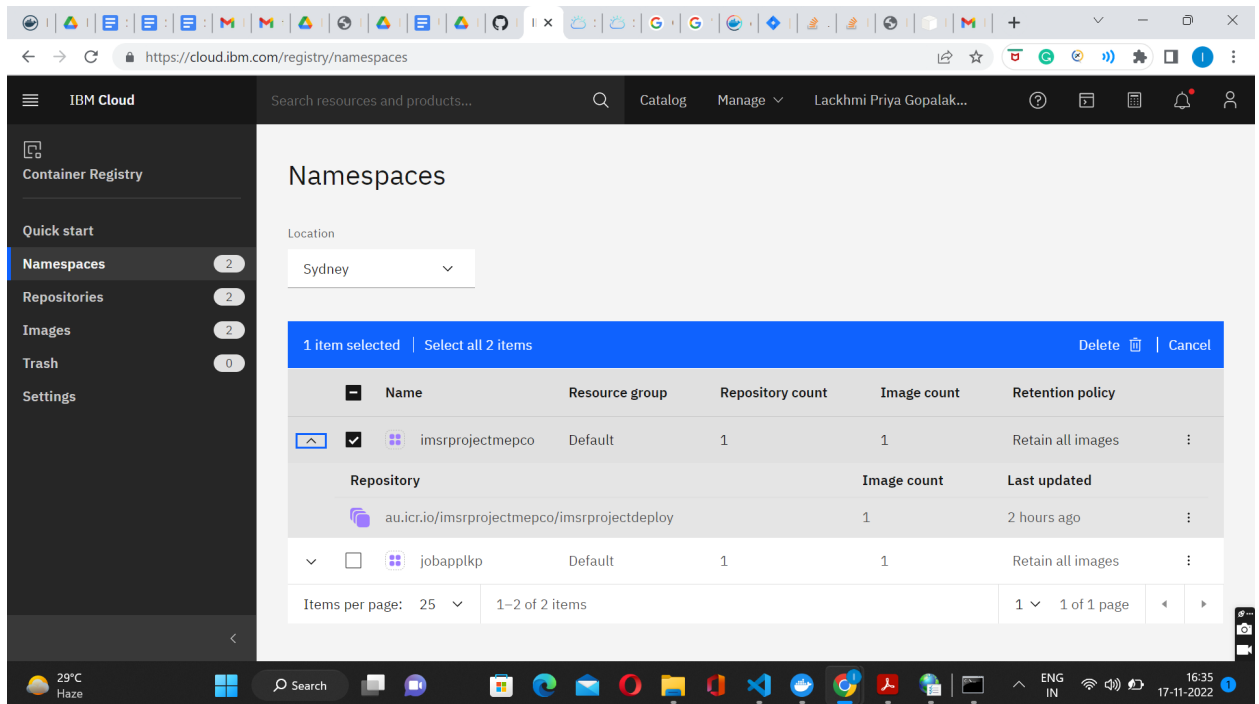 https://cloud.ibm.com/registry/namespaces
IBM Cloud
Search resources and products...
Catalog
Manage
Lackhmi Priya Gopalak...
Container Registry
Quick start
Namespaces 2
Repositories 2
Images 2
Trash 0
Settings
Namespaces
Location
Sydney
1 item selected | Select all 2 items
Delete | Cancel
Name Resource group Repository count Image count Retention policy
imsrprojectmepco Default 1 1 Retain all images
Repository Image count Last updated
au.icr.io/imsrprojectmepco/imsrprojectdeploy 1 2 hours ago
jobapplkp Default 1 1 Retain all images
Items per page: 25 1–2 of 2 items 1 1 of 1 page
29°C
Haze
Search
ENG
IN
16:35
17-11-2022
1